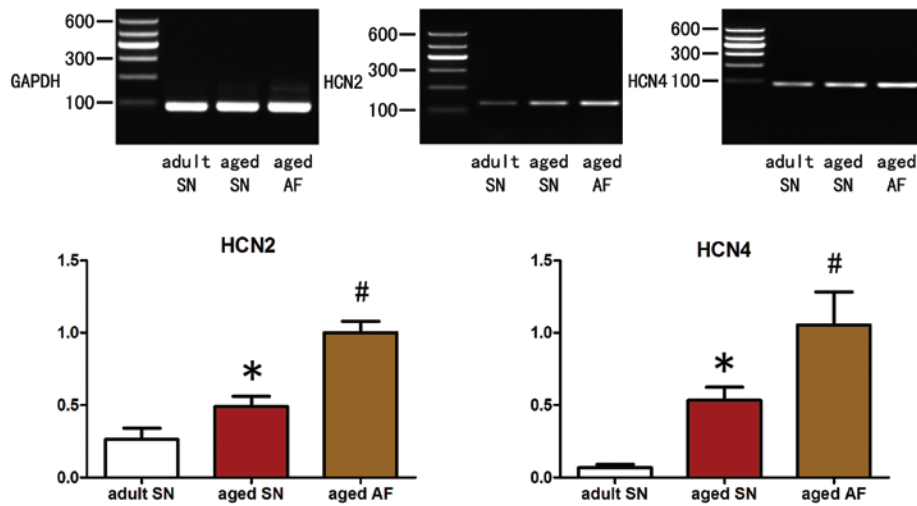 600
300
GAPDH
100
adult aged aged
SN SN AF
600
300
HCN2
100
adult aged aged
SN SN AF
600
300
HCN4 100
adult aged aged
SN SN AF
HCN2
1.5
1.0
0.5
0.0
*
#
adult SN aged SN aged AF
HCN4
1.5
1.0
0.5
0.0
*
#
adult SN aged SN aged AF